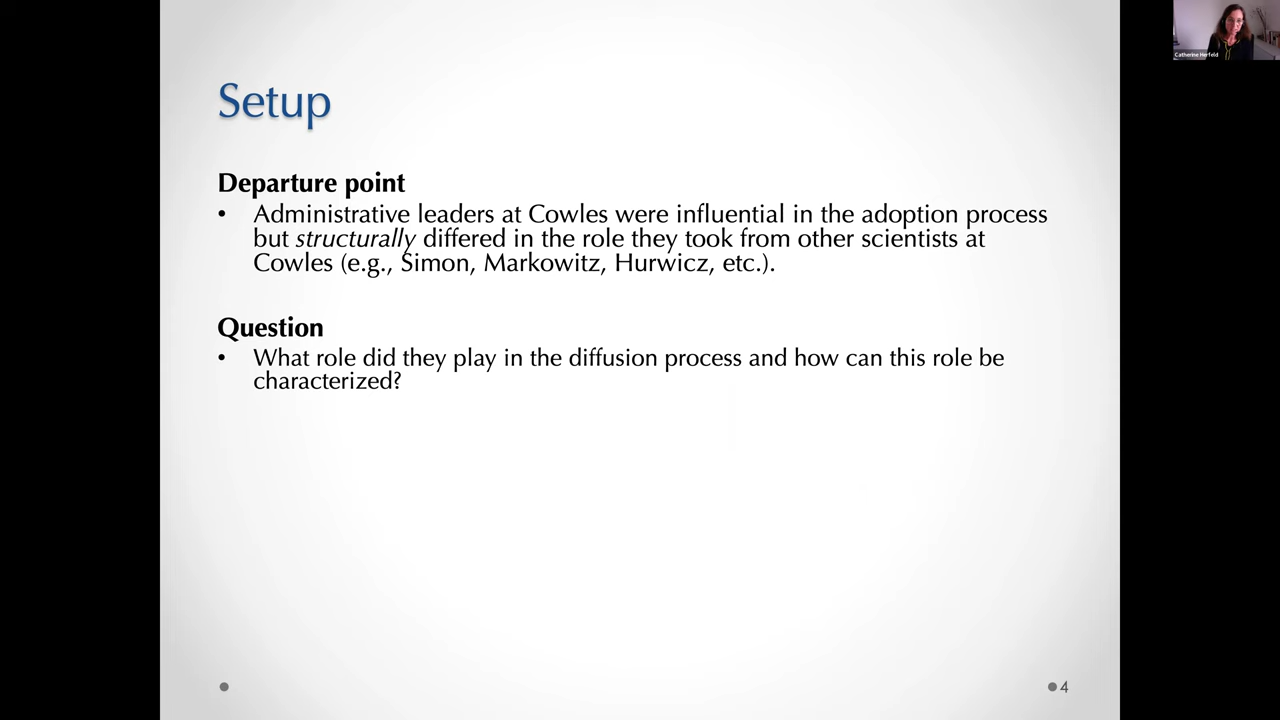 Catherine Herfeld
Setup
Departure point
• Administrative leaders at Cowles were influential in the adoption process
but structurally differed in the role they took from other scientists at
Cowles (e.g., Simon, Markowitz, Hurwicz, etc.).
Question
• What role did they play in the diffusion process and how can this role be
characterized?
4